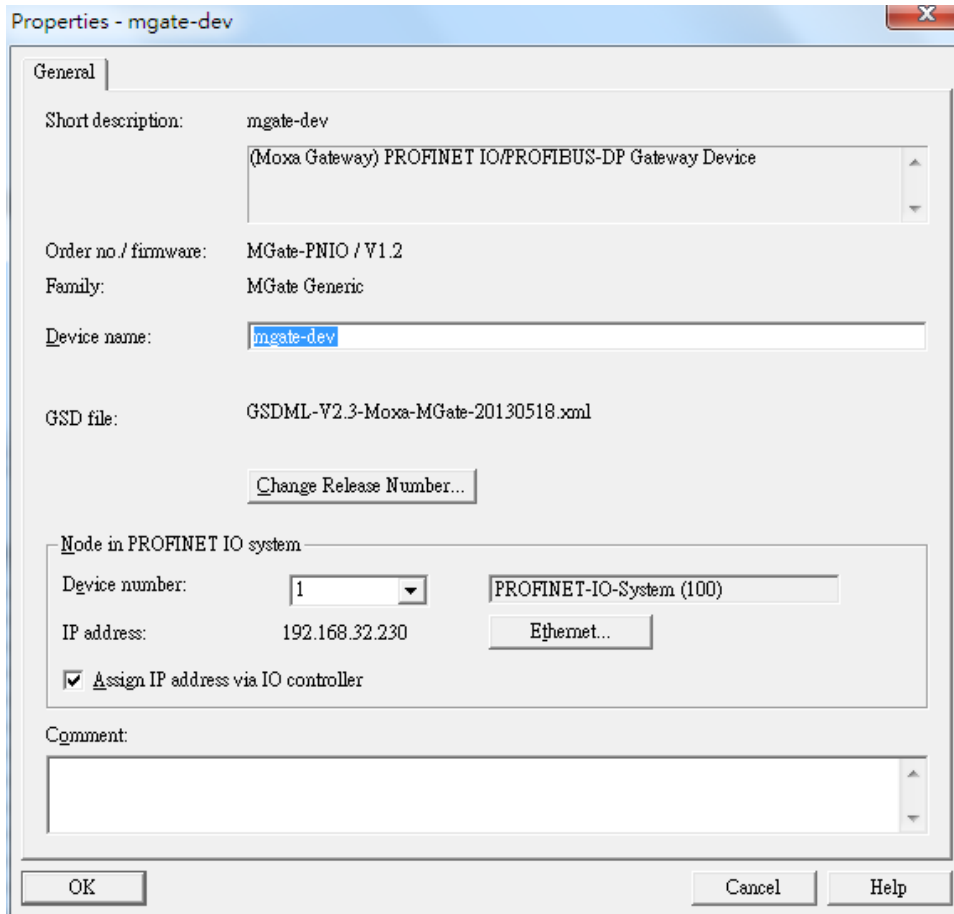 Properties - mgate-dev
General
Short description: mgate-dev
(Moxa Gateway) PROFINET IO/PROFIBUS-DP Gateway Device
Order no./ firmware: MGate-PNIO / V1.2
Family: MGate Generic
Device name: mgate-dev
GSD file: GSDML-V2.3-Moxa-MGate-20130518.xml
Change Release Number...
Node in PROFINET IO system
Device number: 1 PROFINET-IO-System (100)
IP address: 192.168.32.230 Ethernet...
Assign IP address via IO controller
Comment:
OK Cancel Help